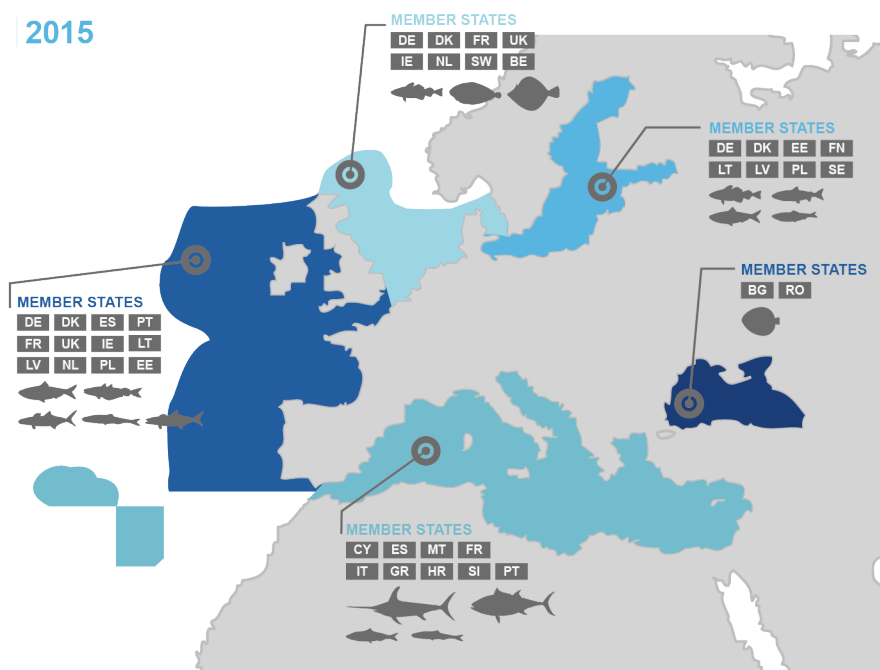 2015
MEMBER STATES
DE DK FR UK
IE NL SW BE
MEMBER STATES
DE DK EE FN
LT LV PL SE
MEMBER STATES
BG RO
MEMBER STATES
DE DK ES PT
FR UK IE LT
LV NL PL EE
MEMBER STATES
CY ES MT FR
IT GR HR SI PT